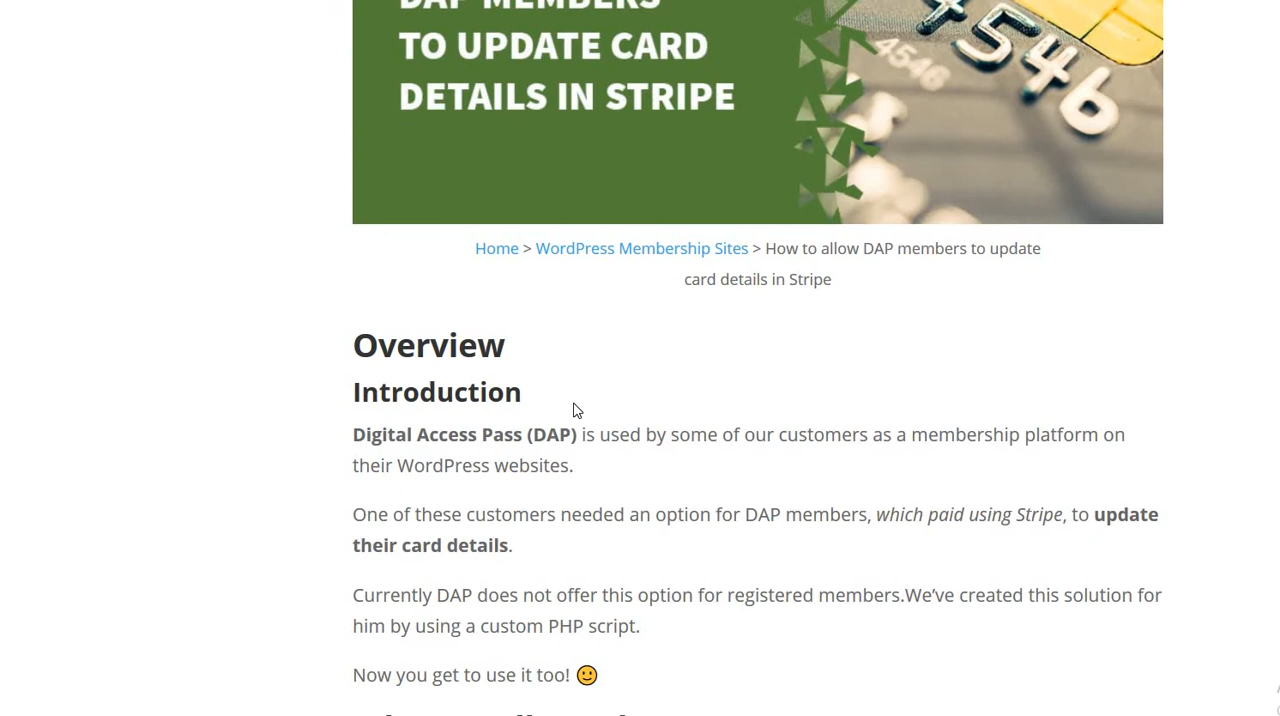 DAP MEMBERS
TO UPDATE CARD
DETAILS IN STRIPE
4546
4546
Home > WordPress Membership Sites > How to allow DAP members to update
card details in Stripe
Overview
Introduction
Digital Access Pass (DAP) is used by some of our customers as a membership platform on
their WordPress websites.
One of these customers needed an option for DAP members, which paid using Stripe, to update
their card details.
Currently DAP does not offer this option for registered members.We’ve created this solution for
him by using a custom PHP script.
Now you get to use it too! 🙂